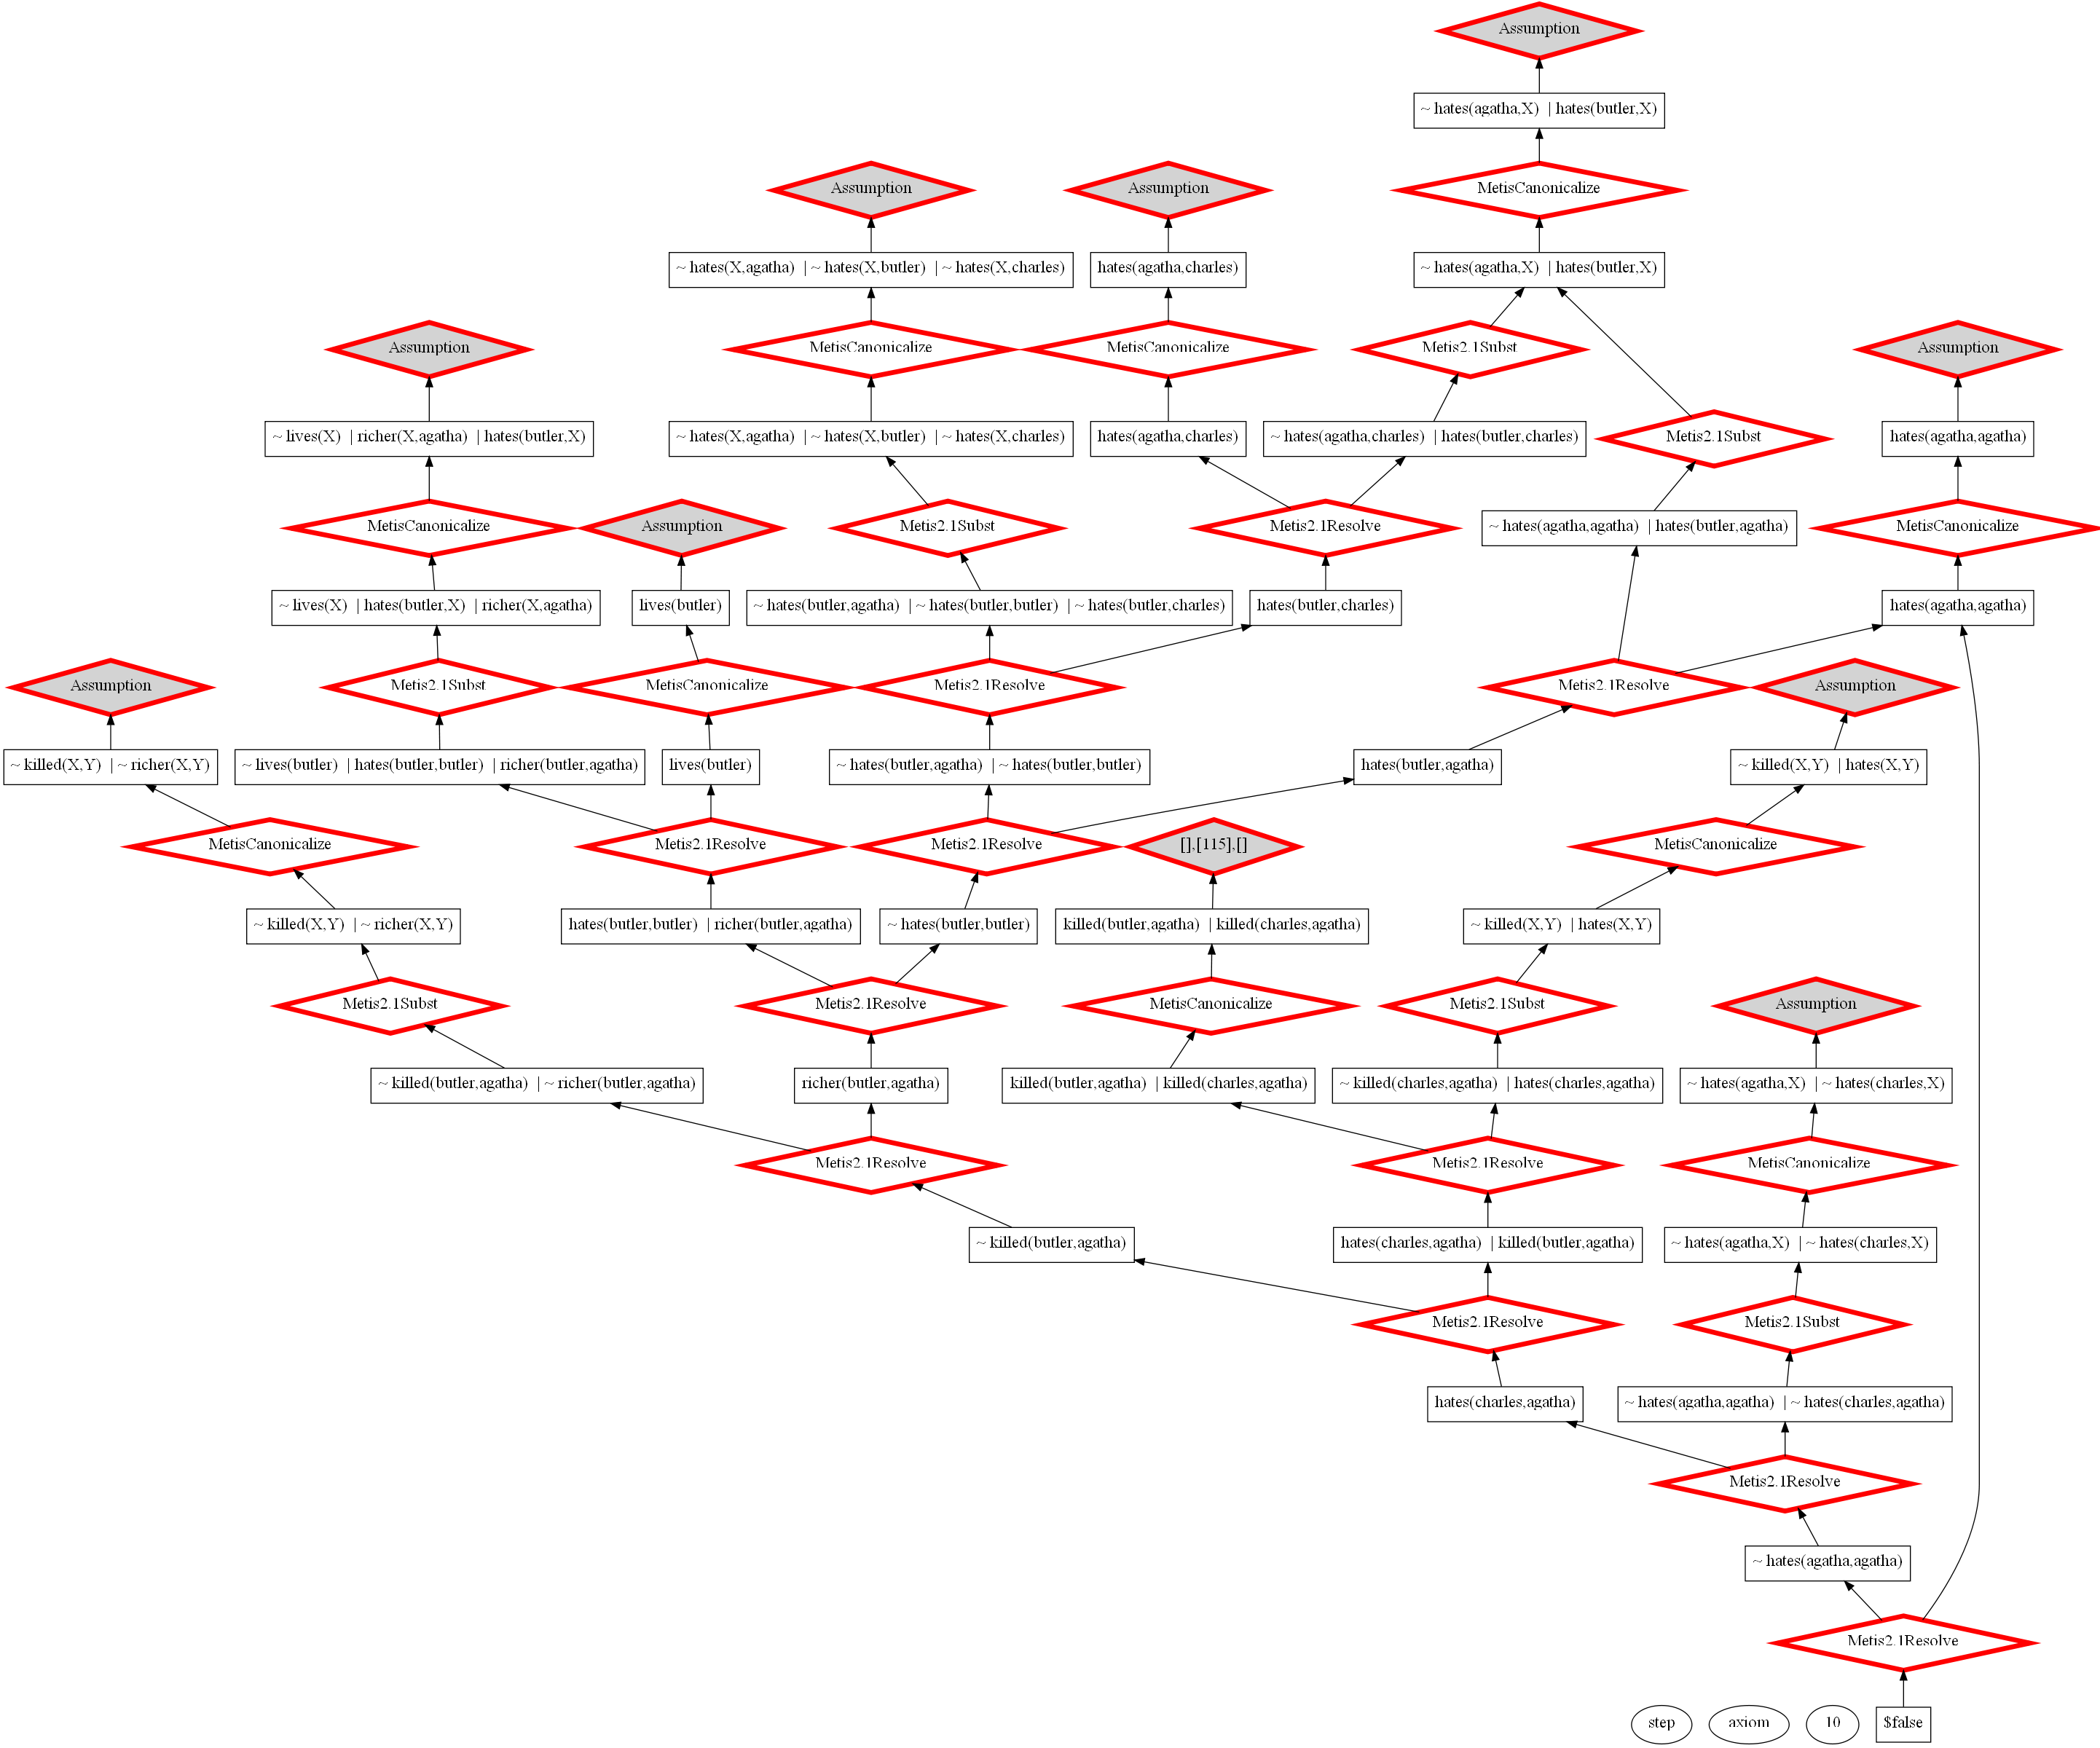 Assumption
~ hates(agatha,X) | hates(butler,X)
Assumption
Assumption
MetisCanonicalize
~ hates(X,agatha) | ~ hates(X,butler) | ~ hates(X,charles)
hates(agatha,charles)
~ hates(agatha,X) | hates(butler,X)
Assumption
MetisCanonicalize
MetisCanonicalize
Metis2.1Subst
Assumption
~ lives(X) | richer(X,agatha) | hates(butler,X)
~ hates(X,agatha) | ~ hates(X,butler) | ~ hates(X,charles)
hates(agatha,charles)
~ hates(agatha,charles) | hates(butler,charles)
Metis2.1Subst
hates(agatha,agatha)
MetisCanonicalize
Assumption
Metis2.1Subst
Metis2.1Resolve
~ hates(agatha,agatha) | hates(butler,agatha)
MetisCanonicalize
~ lives(X) | hates(butler,X) | richer(X,agatha)
lives(butler)
~ hates(butler,agatha) | ~ hates(butler,butler) | ~ hates(butler,charles)
hates(butler,charles)
hates(agatha,agatha)
Assumption
Metis2.1Subst
MetisCanonicalize
Metis2.1Resolve
Metis2.1Resolve
Assumption
~ killed(X,Y) | ~ richer(X,Y)
~ lives(butler) | hates(butler,butler) | richer(butler,agatha)
lives(butler)
~ hates(butler,agatha) | ~ hates(butler,butler)
hates(butler,agatha)
~ killed(X,Y) | hates(X,Y)
MetisCanonicalize
Metis2.1Resolve
Metis2.1Resolve
[],[115],[]
MetisCanonicalize
~ killed(X,Y) | ~ richer(X,Y)
hates(butler,butler) | richer(butler,agatha)
~ hates(butler,butler)
killed(butler,agatha) | killed(charles,agatha)
~ killed(X,Y) | hates(X,Y)
Metis2.1Subst
Metis2.1Resolve
MetisCanonicalize
Metis2.1Subst
Assumption
~ killed(butler,agatha) | ~ richer(butler,agatha)
richer(butler,agatha)
killed(butler,agatha) | killed(charles,agatha)
~ killed(charles,agatha) | hates(charles,agatha)
~ hates(agatha,X) | ~ hates(charles,X)
Metis2.1Resolve
Metis2.1Resolve
MetisCanonicalize
~ killed(butler,agatha)
hates(charles,agatha) | killed(butler,agatha)
~ hates(agatha,X) | ~ hates(charles,X)
Metis2.1Resolve
Metis2.1Subst
hates(charles,agatha)
~ hates(agatha,agatha) | ~ hates(charles,agatha)
Metis2.1Resolve
~ hates(agatha,agatha)
Metis2.1Resolve
step
axiom
10
$false